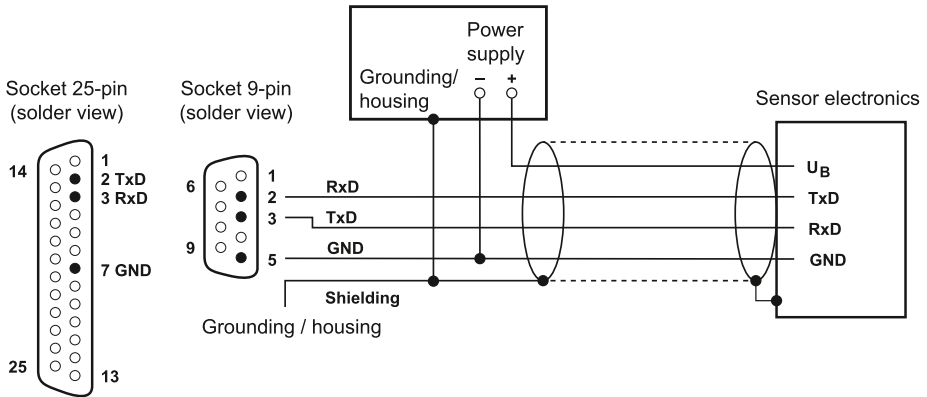 Power
supply
– +
Grounding/
housing
Socket 25-pin
(solder view)
14
1
2 TxD
3 RxD
7 GND
25
13
Socket 9-pin
(solder view)
6
9
1
2
3
5
RxD
TxD
GND
Shielding
Grounding / housing
Sensor electronics
UB
TxD
RxD
GND